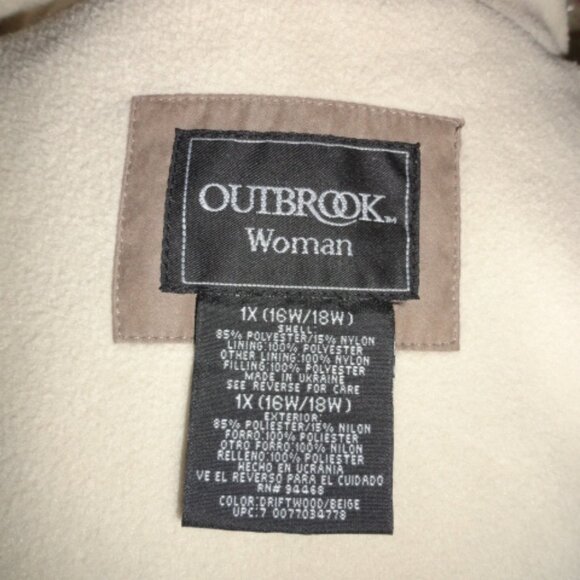 OUTBROOK™
Woman
1X (16W/18W)
SHELL:
85% POLYESTER/15% NYLON
LINING:100% POLYESTER
OTHER LINING:100% POLYESTER
FILLING:100% POLYESTER
MADE IN UKRAINE
SEE REVERSE FOR CARE
1X (16W/18W)
EXTERIOR:
85% POLIESTER/15% NILON
FORRO:100% POLIESTER
OTRO FORRO:100% NILON
RELLENO:100% POLIESTER
HECHO EN UCRANIA
VE EL REVERSO PARA EL CUIDADO
RN# 94468
COLOR:DRIFTWOOD/BEIGE
UPC:7 0077034778